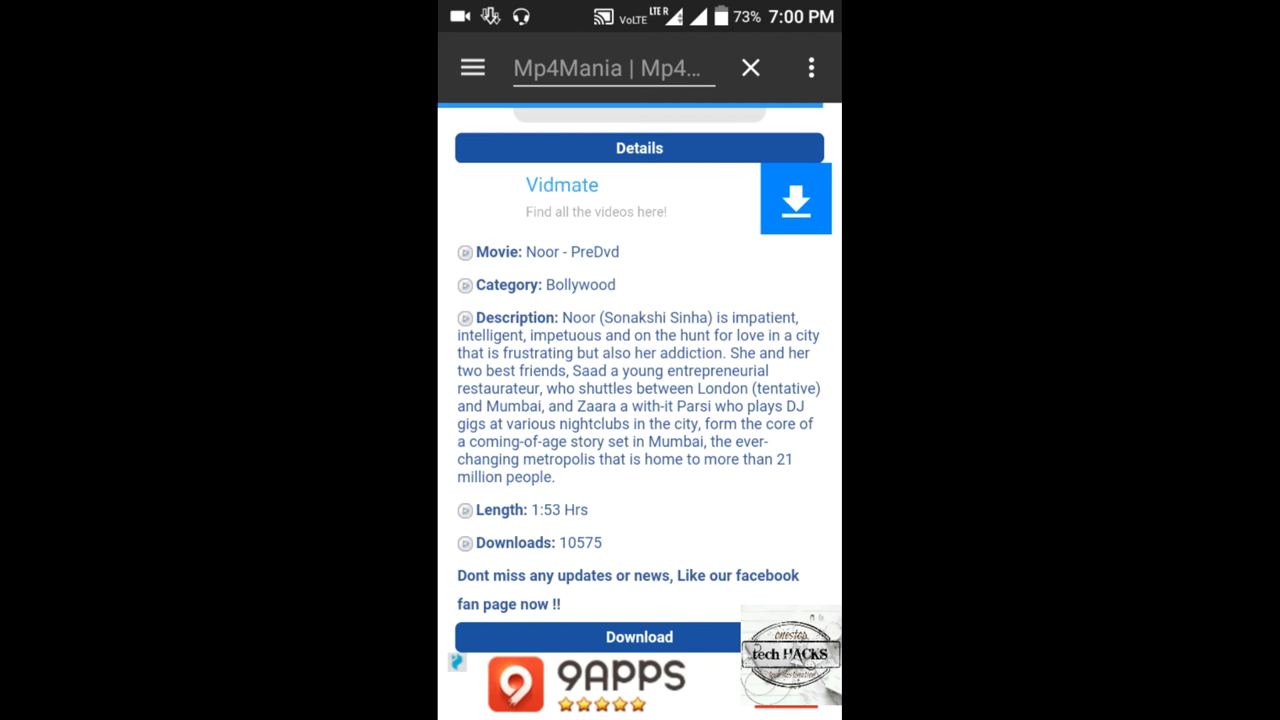 VoLTE LTE R 73% 7:00 PM
Mp4Mania | Mp4...
Details
Vidmate
Find all the videos here!
Movie: Noor - PreDvd
Category: Bollywood
Description: Noor (Sonakshi Sinha) is impatient,
intelligent, impetuous and on the hunt for love in a city
that is frustrating but also her addiction. She and her
two best friends, Saad a young entrepreneurial
restaurateur, who shuttles between London (tentative)
and Mumbai, and Zaara a with-it Parsi who plays DJ
gigs at various nightclubs in the city, form the core of
a coming-of-age story set in Mumbai, the ever-
changing metropolis that is home to more than 21
million people.
Length: 1:53 Hrs
Downloads: 10575
Dont miss any updates or news, Like our facebook
fan page now !!
Download
onestop
tech HACKS
9 9APPS